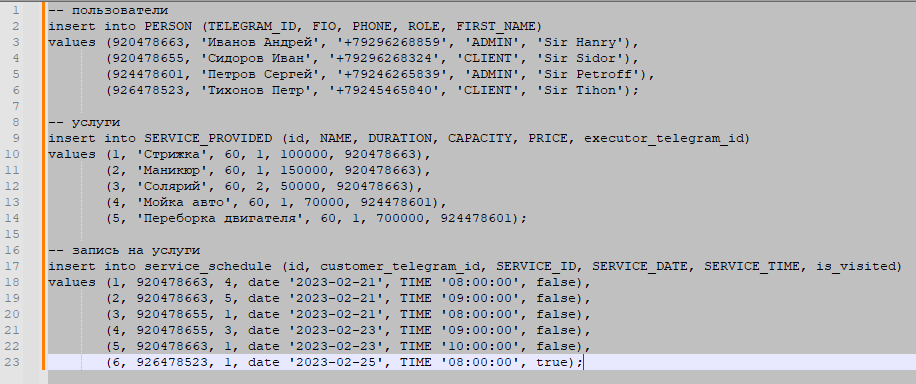 1 -- пользователи
2 insert into PERSON (TELEGRAM_ID, FIO, PHONE, ROLE, FIRST_NAME)
3 values (920478663, 'Иванов Андрей', '+79296268859', 'ADMIN', 'Sir Hanry'),
4 (920478655, 'Сидоров Иван', '+79296268324', 'CLIENT', 'Sir Sidor'),
5 (924478601, 'Петров Сергей', '+79246265839', 'ADMIN', 'Sir Petroff'),
6 (926478523, 'Тихонов Петр', '+79245465840', 'CLIENT', 'Sir Tihon');
7
8 -- услуги
9 insert into SERVICE_PROVIDED (id, NAME, DURATION, CAPACITY, PRICE, executor_telegram_id)
10 values (1, 'Стрижка', 60, 1, 100000, 920478663),
11 (2, 'Маникюр', 60, 1, 150000, 920478663),
12 (3, 'Солярий', 60, 2, 50000, 920478663),
13 (4, 'Мойка авто', 60, 1, 70000, 924478601),
14 (5, 'Переборка двигателя', 60, 1, 700000, 924478601);
15
16 -- запись на услуги
17 insert into service_schedule (id, customer_telegram_id, SERVICE_ID, SERVICE_DATE, SERVICE_TIME, is_visited)
18 values (1, 920478663, 4, date '2023-02-21', TIME '08:00:00', false),
19 (2, 920478663, 5, date '2023-02-21', TIME '09:00:00', false),
20 (3, 920478655, 1, date '2023-02-21', TIME '08:00:00', false),
21 (4, 920478655, 3, date '2023-02-23', TIME '09:00:00', false),
22 (5, 920478663, 1, date '2023-02-23', TIME '10:00:00', false),
23 (6, 926478523, 1, date '2023-02-25', TIME '08:00:00', true);